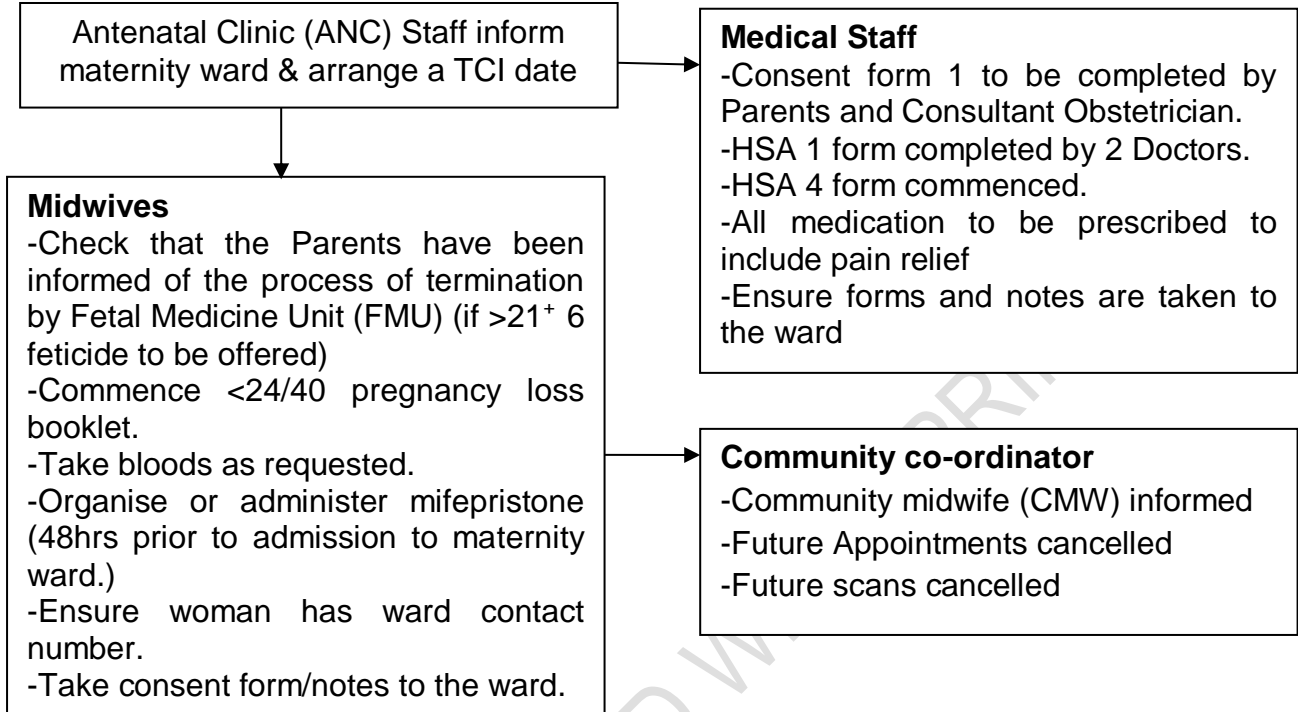 Antenatal Clinic (ANC) Staff inform
maternity ward & arrange a TCI date
Medical Staff
-Consent form 1 to be completed by
Parents and Consultant Obstetrician.
-HSA 1 form completed by 2 Doctors.
-HSA 4 form commenced.
-All medication to be prescribed to
include pain relief
-Ensure forms and notes are taken to
the ward
Midwives
-Check that the Parents have been
informed of the process of termination
by Fetal Medicine Unit (FMU) (if >21⁺ 6
feticide to be offered)
-Commence <24/40 pregnancy loss
booklet.
-Take bloods as requested.
-Organise or administer mifepristone
(48hrs prior to admission to maternity
ward.)
-Ensure woman has ward contact
number.
-Take consent form/notes to the ward.
Community co-ordinator
-Community midwife (CMW) informed
-Future Appointments cancelled
-Future scans cancelled